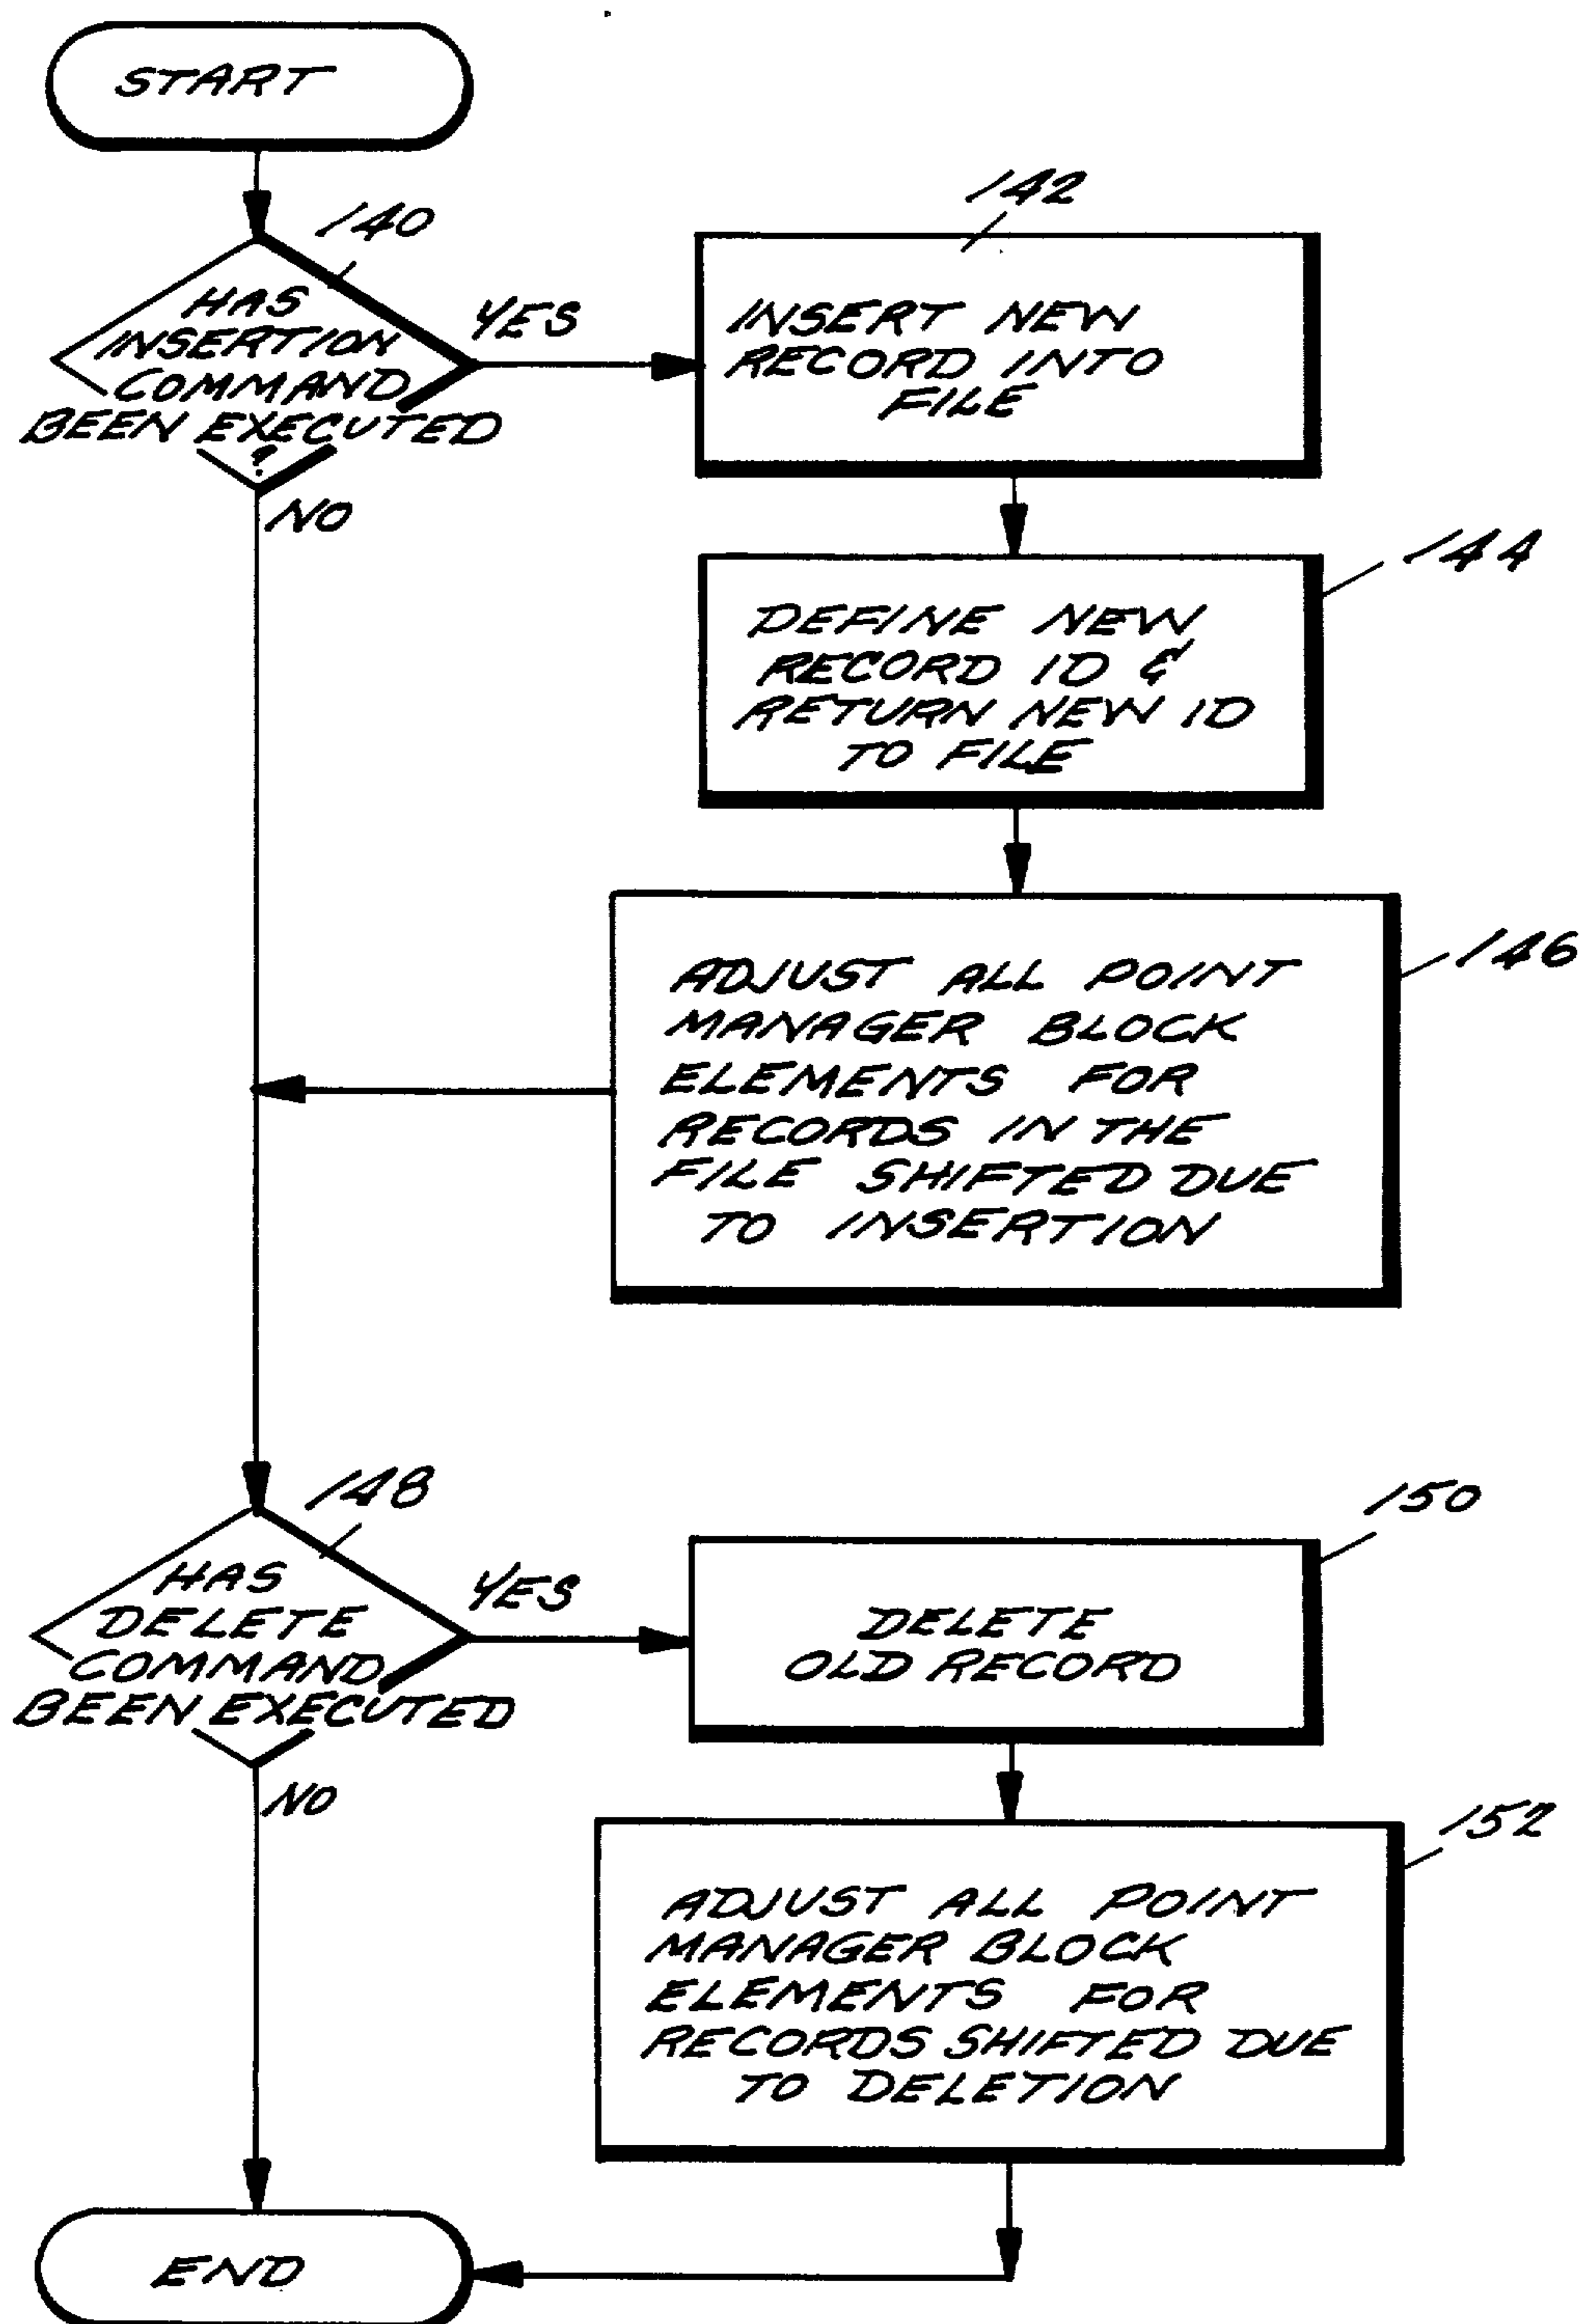 START
140
HAS
INSERTION
COMMAND
BEEN EXECUTED
?
YES
NO
142
INSERT NEW
RECORD INTO
FILE
144
DEFINE NEW
RECORD ID &
RETURN NEW ID
TO FILE
146
ADJUST ALL POINT
MANAGER BLOCK
ELEMENTS FOR
RECORDS IN THE
FILE SHIFTED DUE
TO INSERTION
148
HAS
DELETE
COMMAND
BEEN EXECUTED
YES
NO
150
DELETE
OLD RECORD
152
ADJUST ALL POINT
MANAGER BLOCK
ELEMENTS FOR
RECORDS SHIFTED DUE
TO DELETION
END